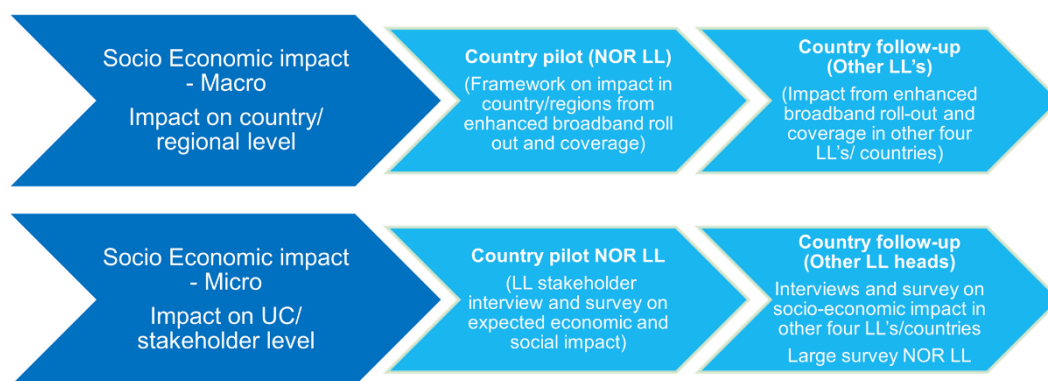 Socio Economic impact
- Macro
Impact on country/
regional level
Country pilot (NOR LL)
(Framework on impact in
country/regions from
enhanced broadband roll
out and coverage)
Country follow-up
(Other LL's)
(Impact from enhanced
broadband roll-out and
coverage in other four
LL's/ countries)
Socio Economic impact
- Micro
Impact on UC/
stakeholder level
Country pilot NOR LL
(LL stakeholder
interview and survey on
expected economic and
social impact)
Country follow-up
(Other LL heads)
Interviews and survey on
socio-economic impact in
other four LL's/countries
Large survey NOR LL